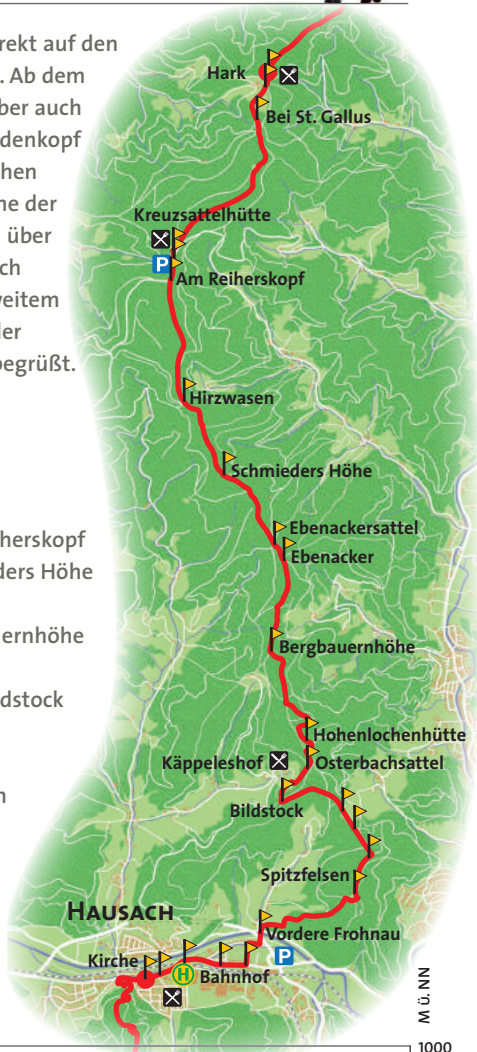 rekt auf den
. Ab dem
ber auch
denkopf
hen
ne der
über
ch
veitem
ler
begrüßt.
herskopf
ders Höhe
uernhöhe
dstock
n
Hark
Bei St. Gallus
Kreuzsattelhütte
P
Am Reiherskopf
Hirzwasen
Schmieders Höhe
Ebenackersattel
Ebenacker
Bergbauernhöhe
Hohenlochenhütte
Käppeleshof
Osterbachsattel
Bildstock
Spitzfelsen
HAUSACH
Vordere Frohnau
Kirche
H
Bahnhof
P
M ü. NN
1000